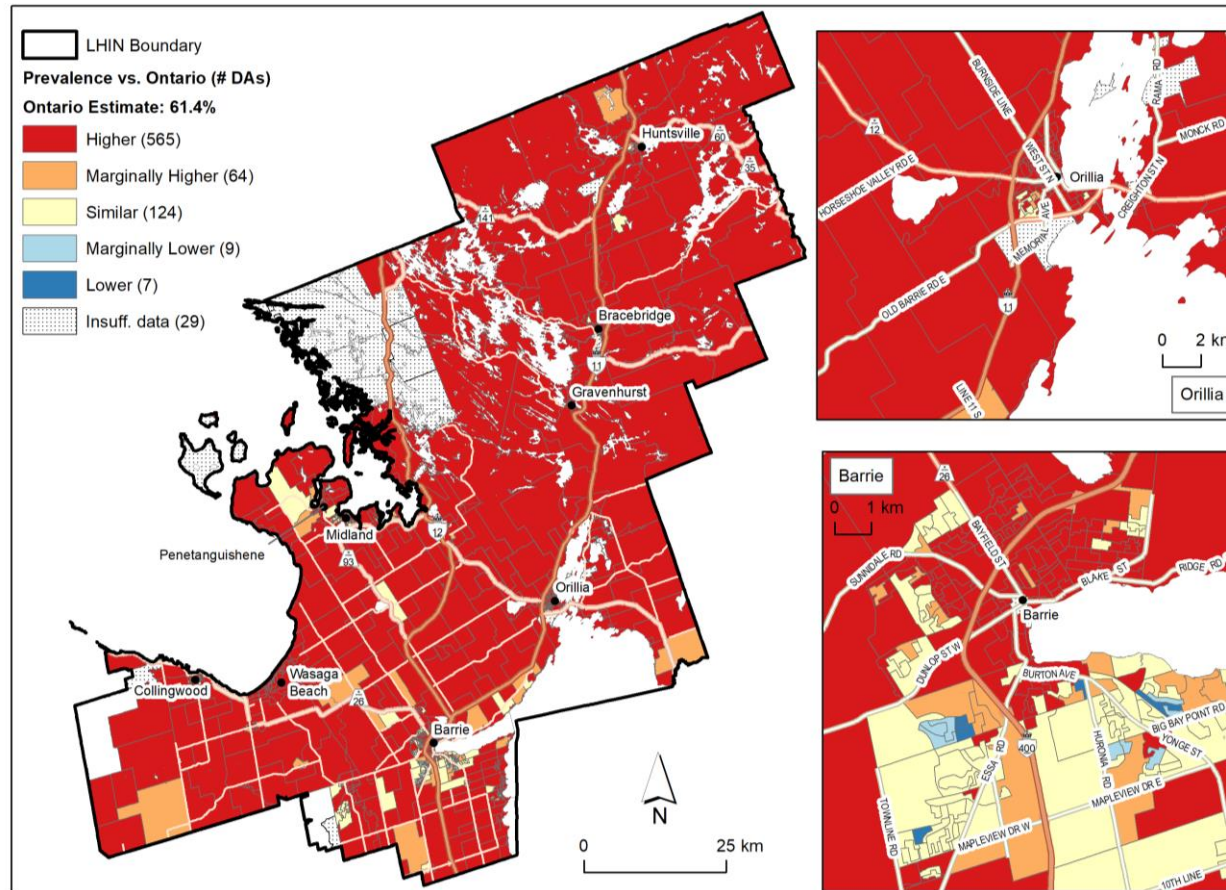 LHIN Boundary
Prevalence vs. Ontario (# DAs)
Ontario Estimate: 61.4%
Higher (565)
Marginally Higher (64)
Similar (124)
Marginally Lower (9)
Lower (7)
Insuff. data (29)
Huntsville
60
35
141
Bracebridge
11
Gravenhurst
Midland
12
Penetanguishene
93
Orillia
Collingwood
Wasaga
Beach
26
Barrie
N
0
25 km
BURNSIDE LINE
RAMA RD
12
WEST ST N
MONCK RD
Orillia
HORSESHOE VALLEY RD E
CREIGHTON ST N
MEMORIAL AVE
OLD BARRIE RD E
11
LINE 11 S
0 2 km
Orillia
Barrie
0 1 km
26
BAYFIELD ST
SUNNIDALE RD
BLAKE ST
RIDGE RD
Barrie
DUNLOP ST W
BURTON AVE
BIG BAY POINT RD
ESSA RD
400
HURONIA RD
YONGE ST
TOWNLINE RD
MAPLEVIEW DR E
MAPLEVIEW DR W
10TH LINE